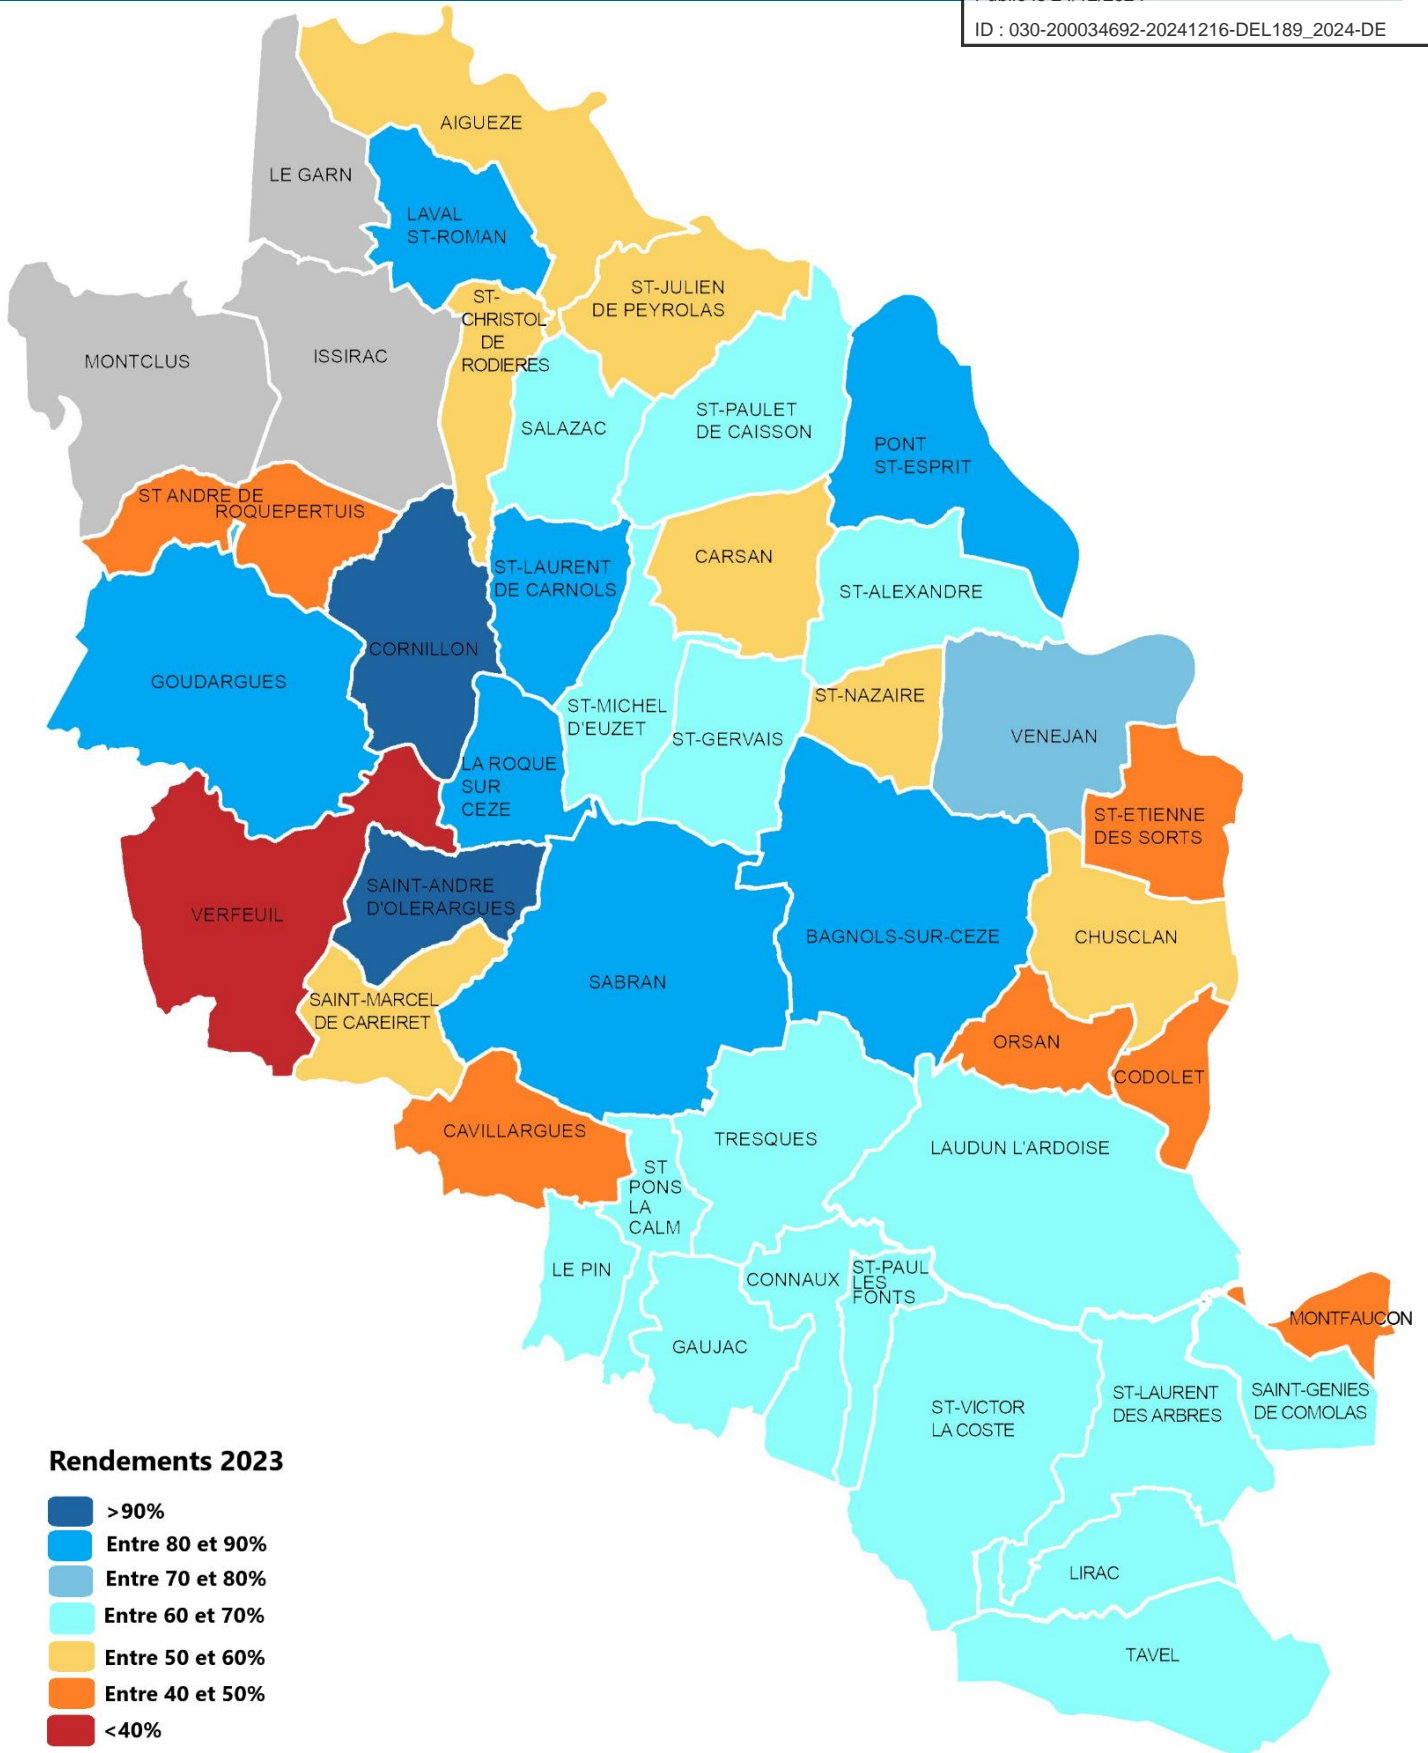 ID : 030-200034692-20241216-DEL189_2024-DE
AIGUEZE
LE GARN
LAVAL
ST-ROMAN
ST-JULIEN
DE PEYROLAS
ST-
CHRISTOL
DE
RODIERES
MONTCLUS
ISSIRAC
SALAZAC
ST-PAULET
DE CAISSON
PONT
ST-ESPRIT
ST ANDRE DE
ROQUEPERTUIS
CARSAN
ST-LAURENT
DE CARNOLS
ST-ALEXANDRE
CORNILLON
GOUDARGUES
ST-MICHEL
D'EUZET
ST-NAZAIRE
ST-GERVAIS
VENEJAN
LA ROQUE
SUR
CEZE
ST-ETIENNE
DES SORTS
SAINT-ANDRE
D'OLERARGUES
VERFEUIL
BAGNOLS-SUR-CEZE
CHUSCLAN
SABRAN
SAINT-MARCEL
DE CAREIRET
ORSAN
CODOLET
CAVILLARGUES
TRESQUES
LAUDUN L'ARDOISE
ST
PONS
LA
CALM
LE PIN
CONNAUX
ST-PAUL
LES
FONTS
MONTFAUCON
GAUJAC
ST-VICTOR
LA COSTE
ST-LAURENT
DES ARBRES
SAINT-GENIES
DE COMOLAS
LIRAC
TAVEL
Rendements 2023
>90%
Entre 80 et 90%
Entre 70 et 80%
Entre 60 et 70%
Entre 50 et 60%
Entre 40 et 50%
<40%